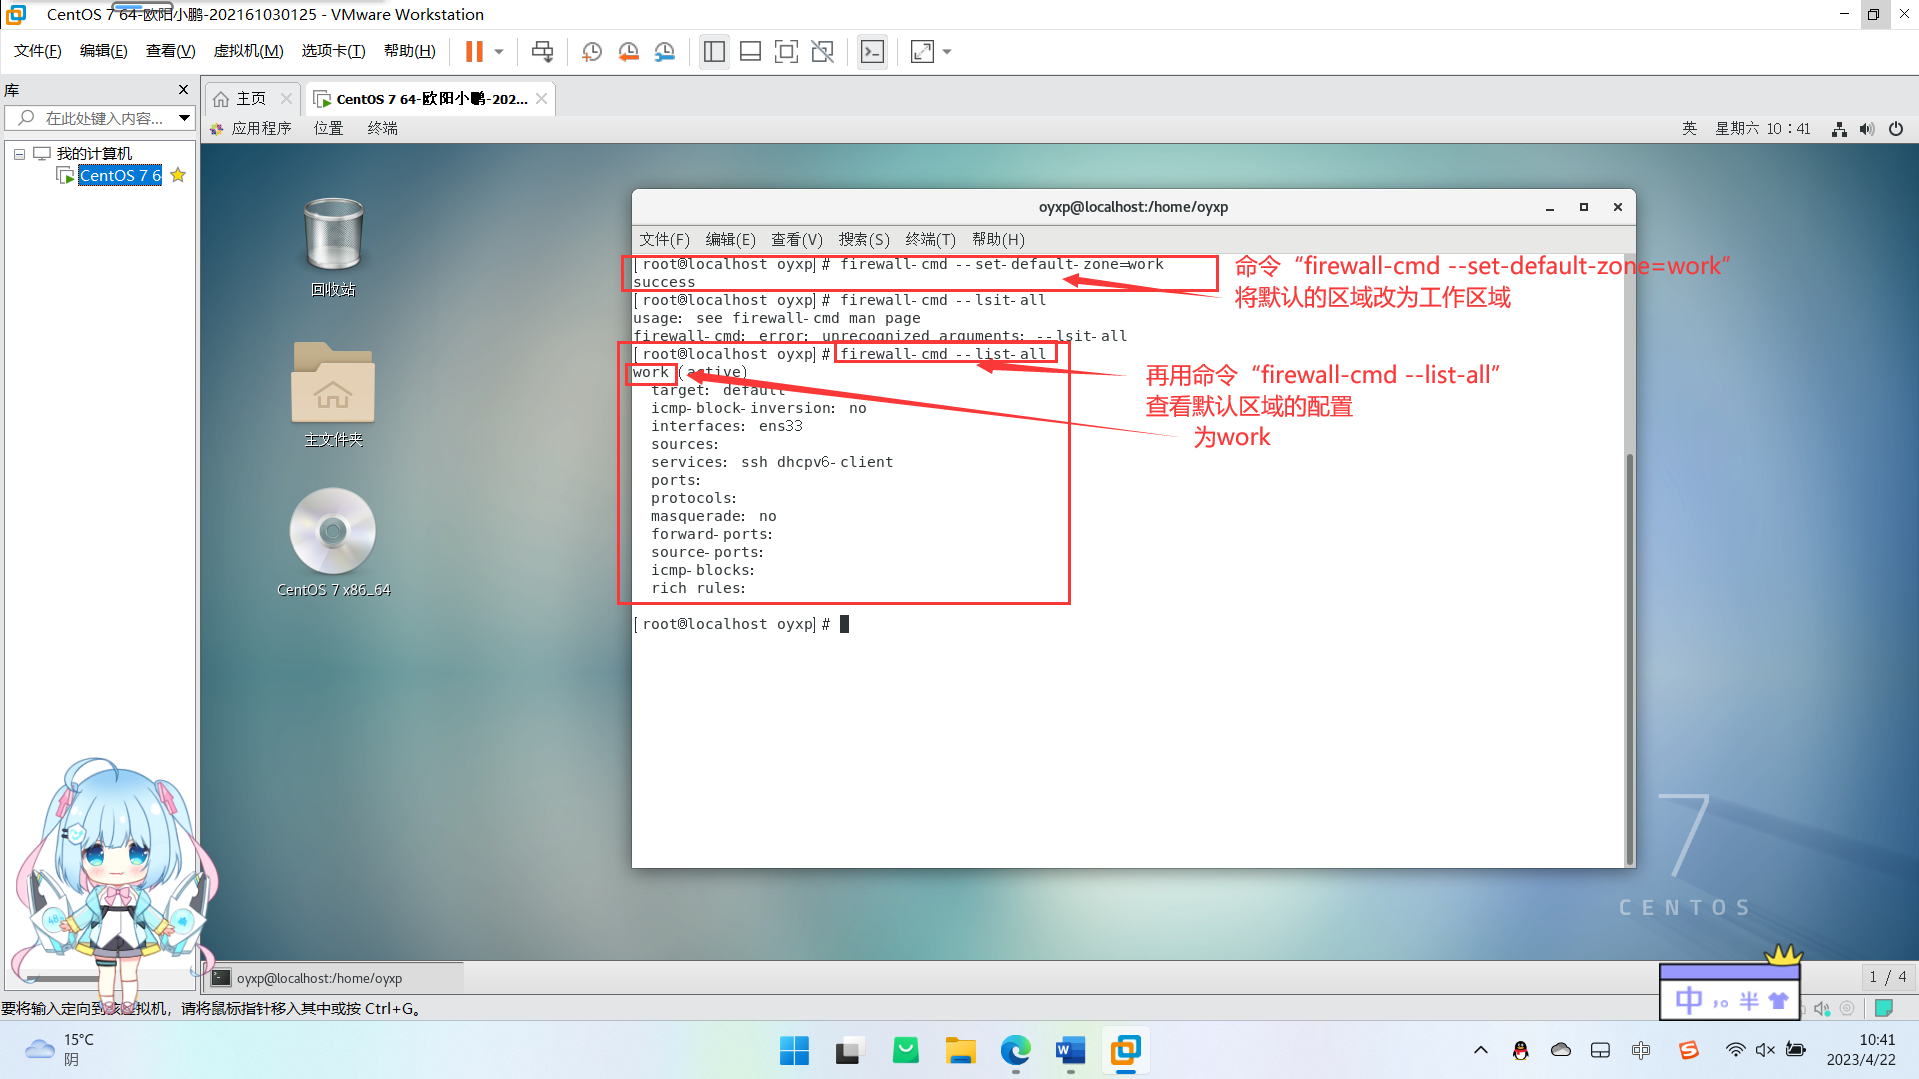 CentOS 7 64-欧阳小鹏-202161030125 - VMware Workstation
文件(F) 编辑(E) 查看(V) 虚拟机(M) 选项卡(T) 帮助(H)
库
在此处键入内容...
我的计算机
CentOS 7 6
主页
CentOS 7 64-欧阳小鹏-202...
应用程序 位置 终端
英 星期六 10：41
回收站
主文件夹
CentOS 7 x86_64
oyxp@localhost:/home/oyxp
文件(F) 编辑(E) 查看(V) 搜索(S) 终端(T) 帮助(H)
[root@localhost oyxp]# firewall-cmd --set-default-zone=work
success
[root@localhost oyxp]# firewall-cmd --lsit-all
usage: see firewall-cmd man page
firewall-cmd: error: unrecognized arguments: --lsit-all
[root@localhost oyxp]# firewall-cmd --list-all
work (active)
target: default
icmp-block-inversion: no
interfaces: ens33
sources:
services: ssh dhcpv6-client
ports:
protocols:
masquerade: no
forward-ports:
source-ports:
icmp-blocks:
rich rules:
[root@localhost oyxp]#
命令“firewall-cmd --set-default-zone=work”
将默认的区域改为工作区域
再用命令“firewall-cmd --list-all”
查看默认区域的配置
为work
7
CENTOS
oyxp@localhost:/home/oyxp
1 / 4
中 ，。 半
要将输入定向到该虚拟机，请将鼠标指针移入其中或按 Ctrl+G。
15°C
阴
中
10:41
2023/4/22